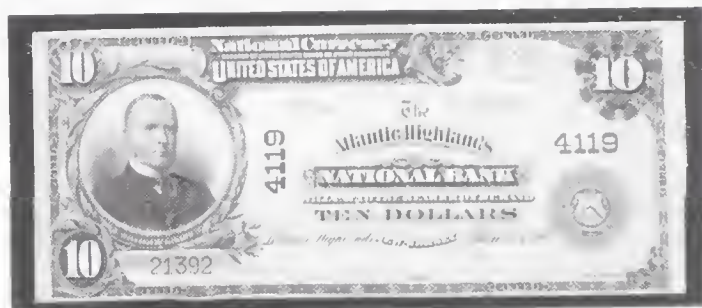 10 National Currency 10
UNITED STATES OF AMERICA
The
Atlantic Highlands
4119 4119
NATIONAL BANK
TEN DOLLARS
10
21392